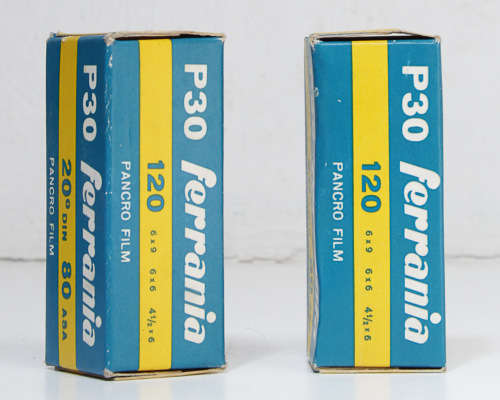 P30 ferrania
20° DIN 80 ASA
PANCRO FILM
P30 ferrania
120 6x9 6x6 4½x6
PANCRO FILM
P30 ferrania
120 6x9 6x6 4½x6
PANCRO FILM